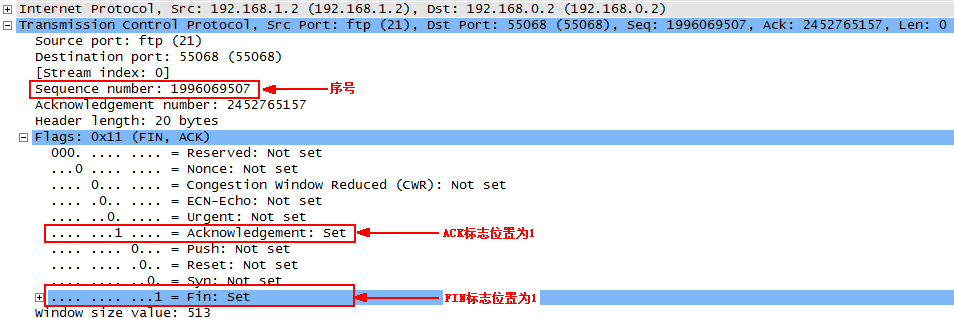 Internet Protocol, Src: 192.168.1.2 (192.168.1.2), Dst: 192.168.0.2 (192.168.0.2)
Transmission Control Protocol, Src Port: ftp (21), Dst Port: 55068 (55068), Seq: 1996069507, Ack: 2452765157, Len: 0
Source port: ftp (21)
Destination port: 55068 (55068)
[Stream index: 0]
Sequence number: 1996069507 序号
Acknowledgement number: 2452765157
Header length: 20 bytes
Flags: 0x11 (FIN, ACK)
000. .... .... = Reserved: Not set
...0 .... .... = Nonce: Not set
.... 0... .... = Congestion Window Reduced (CWR): Not set
.... .0.. .... = ECN-Echo: Not set
.... ..0. .... = Urgent: Not set
.... ...1 .... = Acknowledgement: Set ACK标志位置为1
.... .... 0... = Push: Not set
.... .... .0.. = Reset: Not set
.... .... ..0. = Syn: Not set
.... .... ...1 = Fin: Set FIN标志位置为1
Window size value: 513